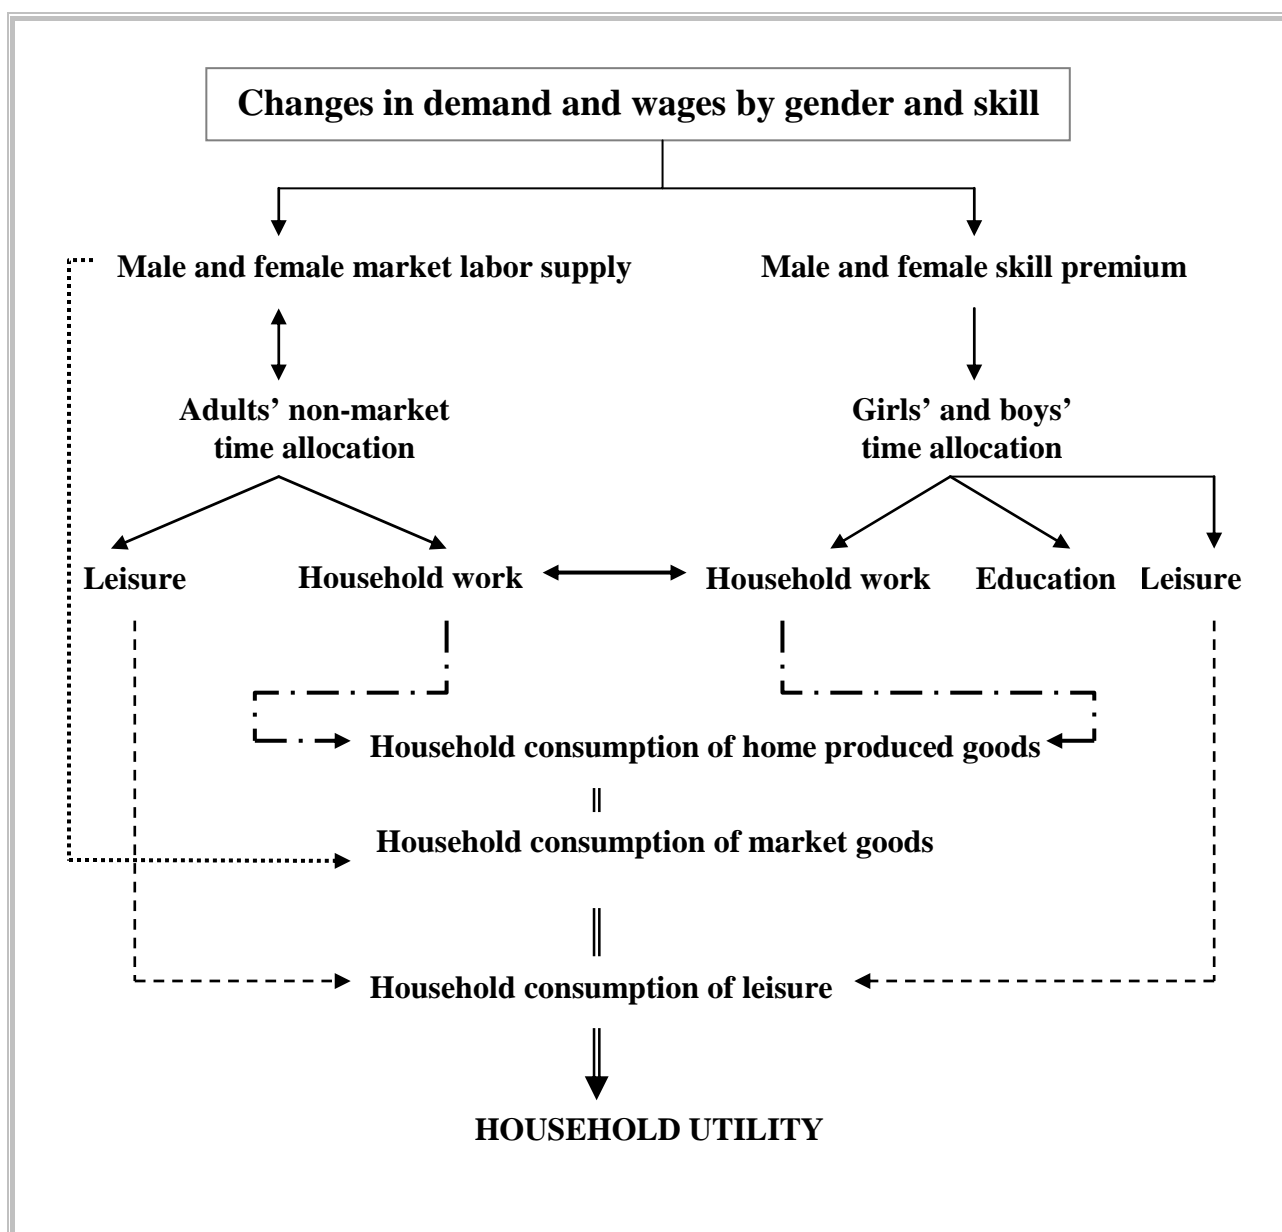 Changes in demand and wages by gender and skill
Male and female market labor supply
Male and female skill premium
Adults’ non-market
time allocation
Girls’ and boys’
time allocation
Leisure
Household work
Household work
Education
Leisure
Household consumption of home produced goods
Household consumption of market goods
Household consumption of leisure
HOUSEHOLD UTILITY